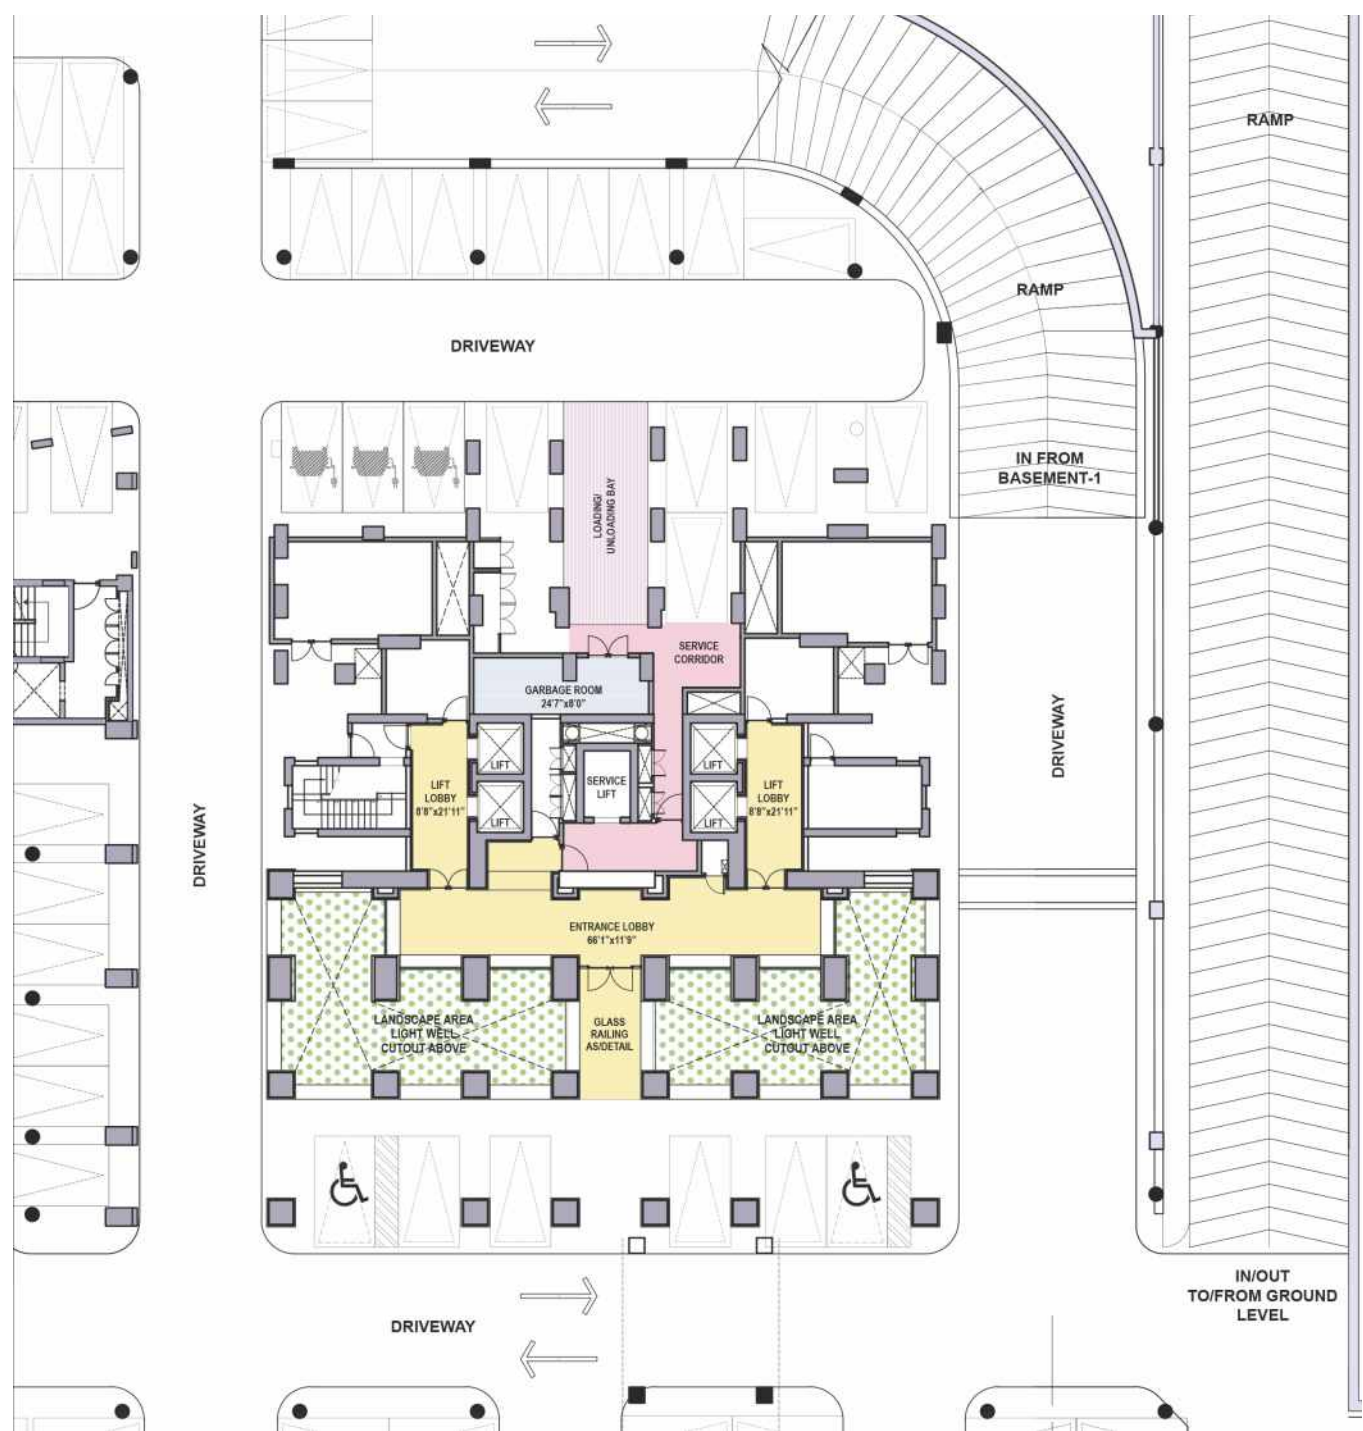 RAMP
RAMP
DRIVEWAY
IN FROM
BASEMENT-1
LOADING/
UNLOADING BAY
SERVICE
CORRIDOR
GARBAGE ROOM
24'7"x8'0"
DRIVEWAY
LIFT
LIFT
SERVICE
LIFT
LIFT
LOBBY
8'8"x21'11"
LIFT
LOBBY
8'8"x21'11"
LIFT
LIFT
DRIVEWAY
ENTRANCE LOBBY
66'1"x11'9"
LANDSCAPE AREA
LIGHT WELL
CUTOUT ABOVE
GLASS
RAILING
AS/DETAIL
LANDSCAPE AREA
LIGHT WELL
CUTOUT ABOVE
IN/OUT
TO/FROM GROUND
LEVEL
DRIVEWAY